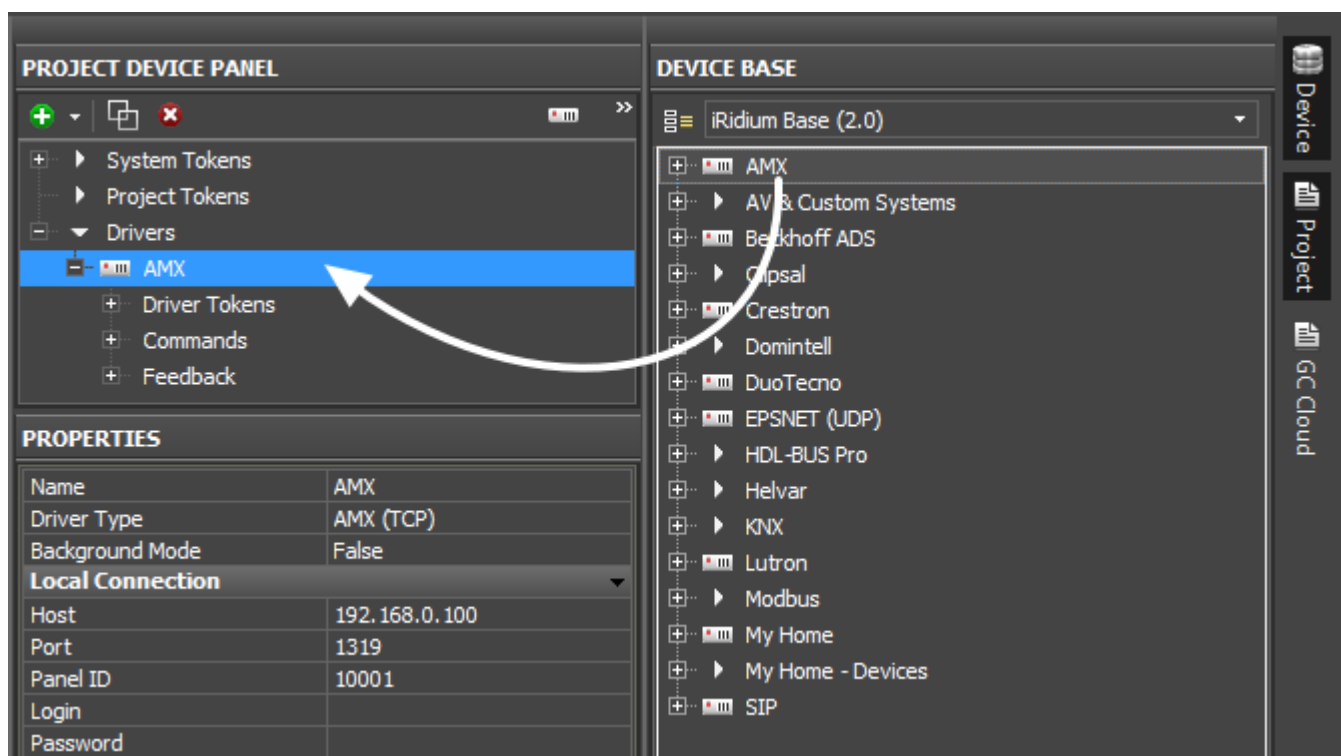 PROJECT DEVICE PANEL
System Tokens
Project Tokens
Drivers
AMX
Driver Tokens
Commands
Feedback
PROPERTIES
Name AMX
Driver Type AMX (TCP)
Background Mode False
Local Connection
Host 192.168.0.100
Port 1319
Panel ID 10001
Login
Password
DEVICE BASE
iRidium Base (2.0)
AMX
AV & Custom Systems
Beckhoff ADS
Clipsal
Crestron
Domintell
DuoTecno
EPSNET (UDP)
HDL-BUS Pro
Helvar
KNX
Lutron
Modbus
My Home
My Home - Devices
SIP
Device
Project
GC Cloud